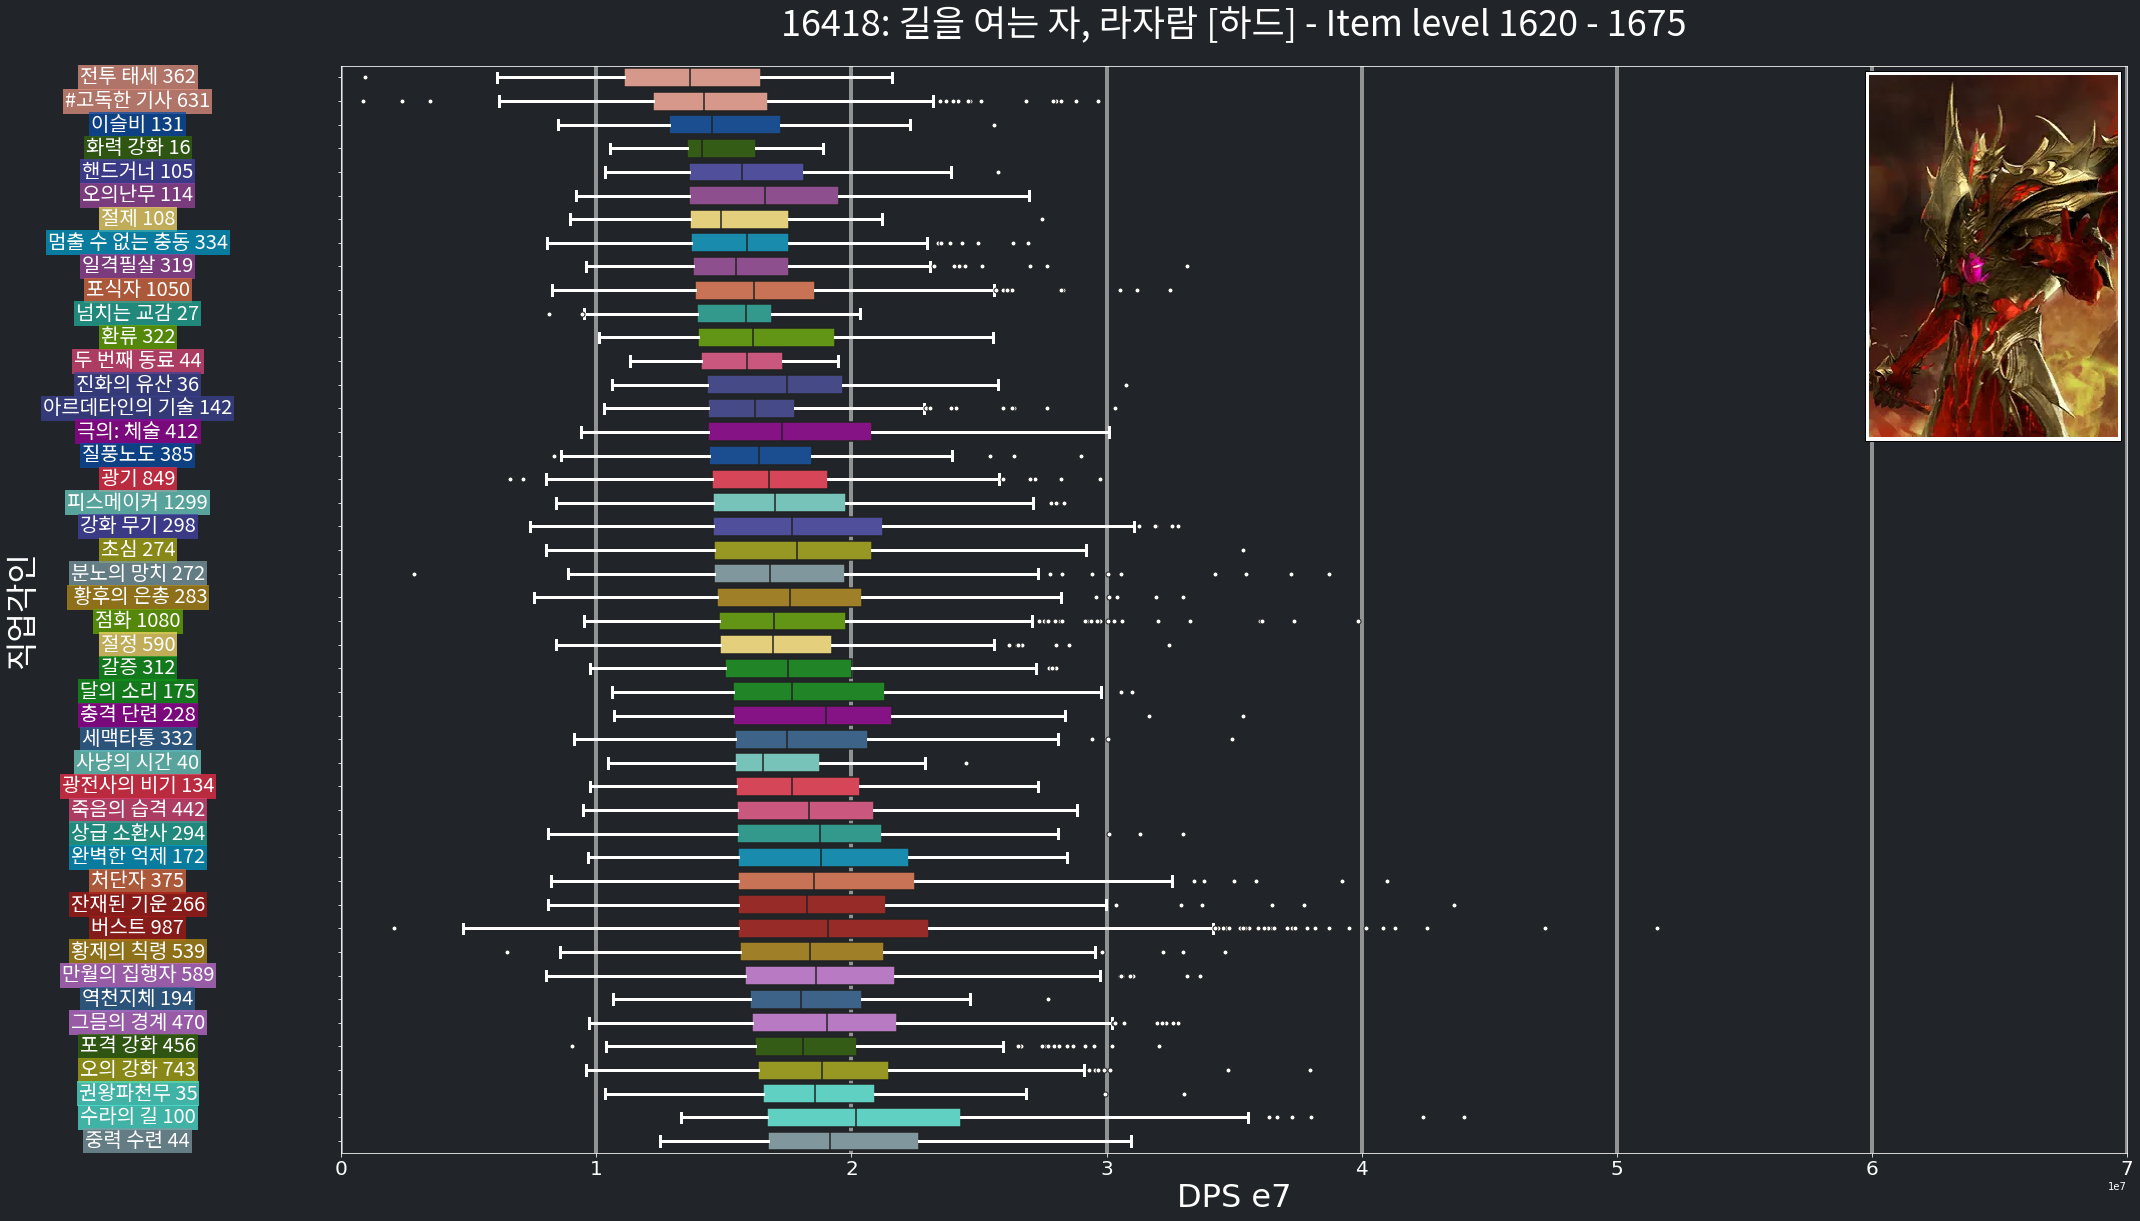 16418: 길을 여는 자, 라자람 [하드] - Item level 1620 - 1675
직업각인
전투 태세 362
#고독한 기사 631
이슬비 131
화력 강화 16
핸드거너 105
오의난무 114
절제 108
멈출 수 없는 충동 334
일격필살 319
포식자 1050
넘치는 교감 27
환류 322
두 번째 동료 44
진화의 유산 36
아르데타인의 기술 142
극의: 체술 412
질풍노도 385
광기 849
피스메이커 1299
강화 무기 298
초심 274
분노의 망치 272
황후의 은총 283
점화 1080
절정 590
갈증 312
달의 소리 175
충격 단련 228
세맥타통 332
사냥의 시간 40
광전사의 비기 134
죽음의 습격 442
상급 소환사 294
완벽한 억제 172
처단자 375
잔재된 기운 266
버스트 987
황제의 칙령 539
만월의 집행자 589
역천지체 194
그믐의 경계 470
포격 강화 456
오의 강화 743
권왕파천무 35
수라의 길 100
중력 수련 44
0 1 2 3 4 5 6 7
1e7
DPS e7